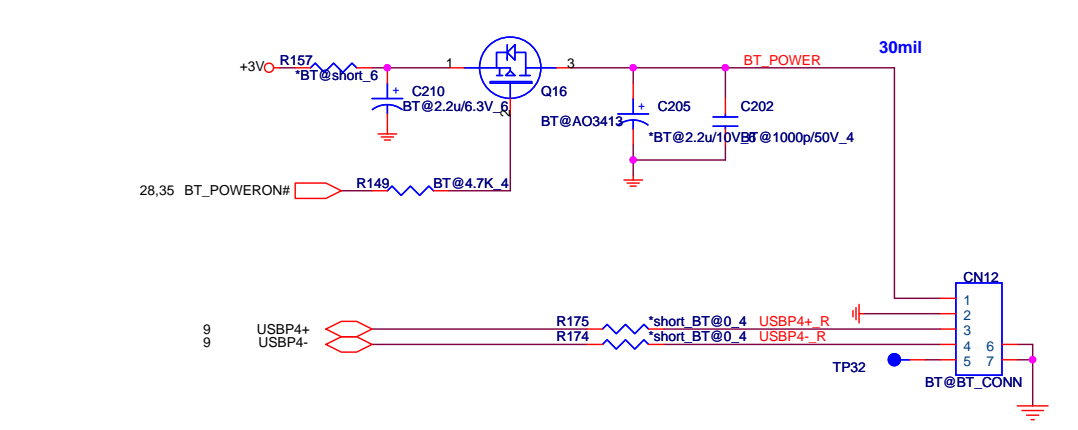 30mil
+3V R157 1 3 BT_POWER
*BT@short_6
C210 Q16 C205 C202
BT@2.2u/6.3V_6
2
BT@AO3413
*BT@2.2u/10V_6 BT@1000p/50V_4
28,35 BT_POWERON# R149 BT@4.7K_4
CN12
1
2
9 USBP4+ R175 *short_BT@0_4 USBP4+_R 3
9 USBP4- R174 *short_BT@0_4 USBP4-_R 4 6
TP32 5 7
BT@BT_CONN